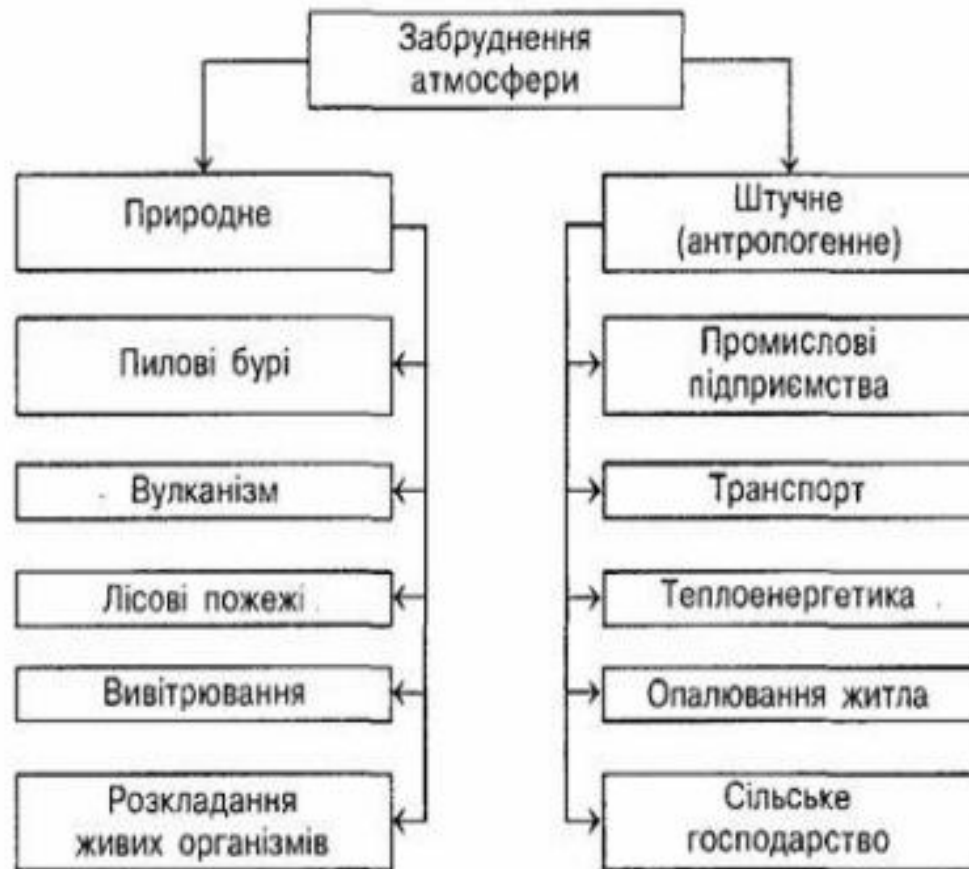 Забруднення
атмосфери
Природне
Штучне
(антропогенне)
Пилові бурі
Промислові
підприємства
Вулканізм
Транспорт
Лісові пожежі
Теплоенергетика
Вивітрювання
Опалювання житла
Розкладання
живих організмів
Сільське
господарство